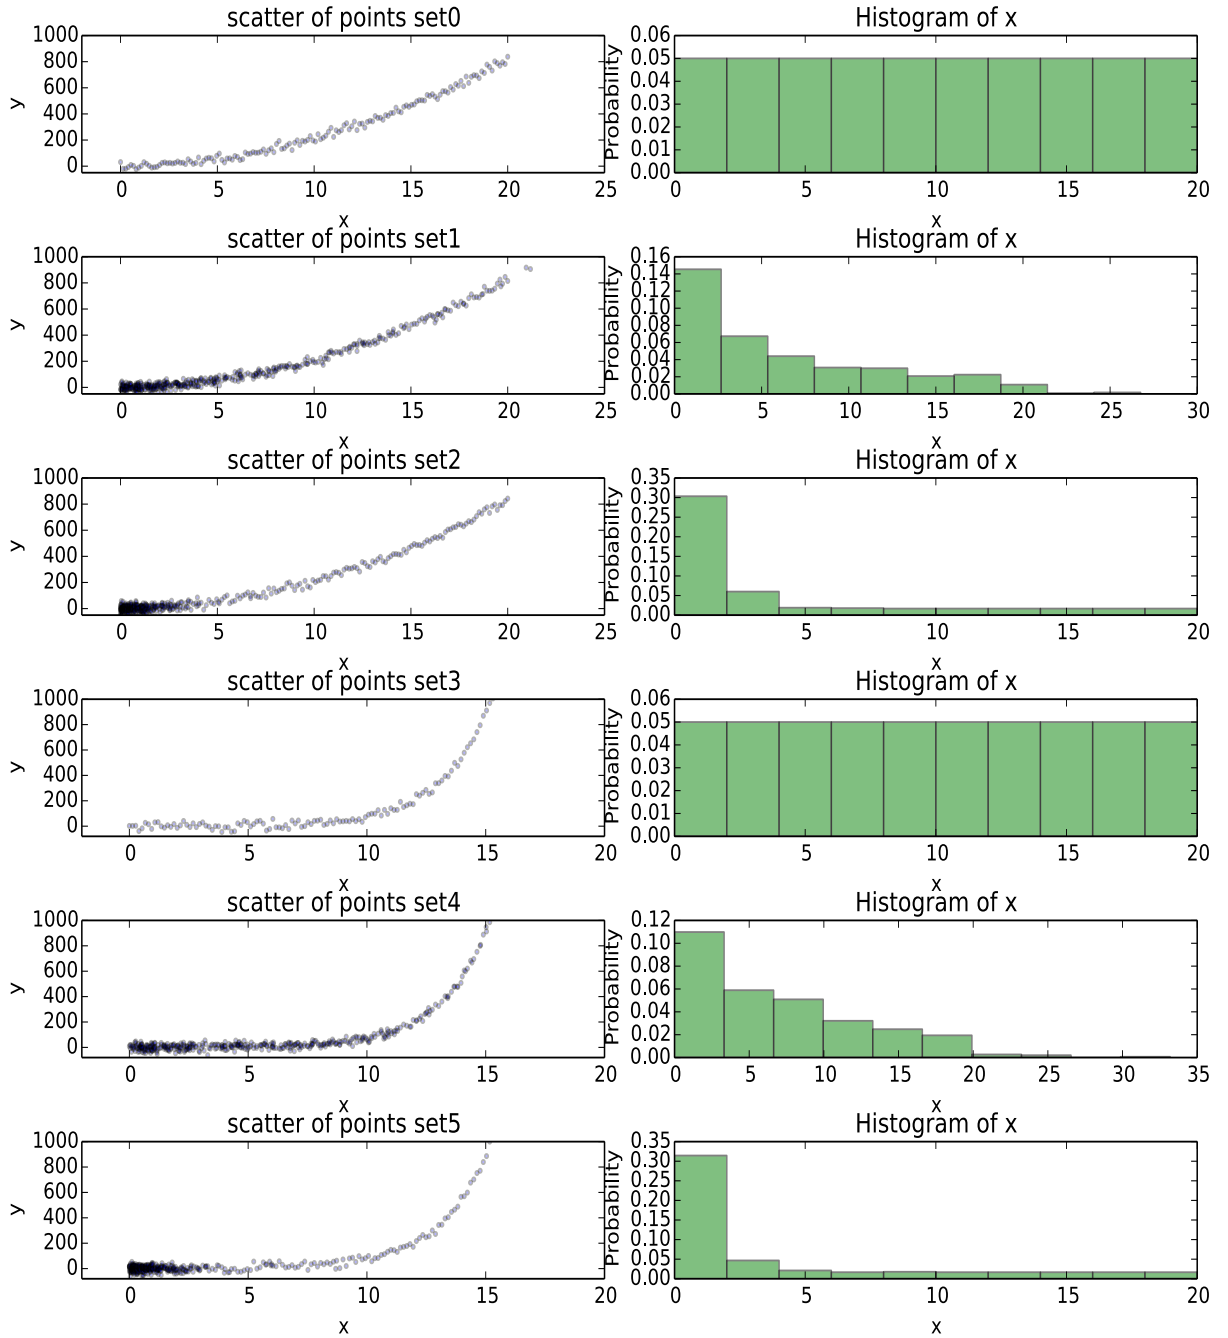 scatter of points set0
Histogram of x
1000
800
600
400
200
0
y
0 5 10 15 20 25
x
0.06
0.05
0.04
0.03
0.02
0.01
0.00
Probability
0 5 10 15 20
x
scatter of points set1
Histogram of x
1000
800
600
400
200
0
y
0 5 10 15 20 25
x
0.16
0.14
0.12
0.10
0.08
0.06
0.04
0.02
0.00
Probability
0 5 10 15 20 25 30
x
scatter of points set2
Histogram of x
1000
800
600
400
200
0
y
0 5 10 15 20 25
x
0.35
0.30
0.25
0.20
0.15
0.10
0.05
0.00
Probability
0 5 10 15 20
x
scatter of points set3
Histogram of x
1000
800
600
400
200
0
y
0 5 10 15 20
x
0.06
0.05
0.04
0.03
0.02
0.01
0.00
Probability
0 5 10 15 20
x
scatter of points set4
Histogram of x
1000
800
600
400
200
0
y
0 5 10 15 20
x
0.12
0.10
0.08
0.06
0.04
0.02
0.00
Probability
0 5 10 15 20 25 30 35
x
scatter of points set5
Histogram of x
1000
800
600
400
200
0
y
0 5 10 15 20
x
0.35
0.30
0.25
0.20
0.15
0.10
0.05
0.00
Probability
0 5 10 15 20
x